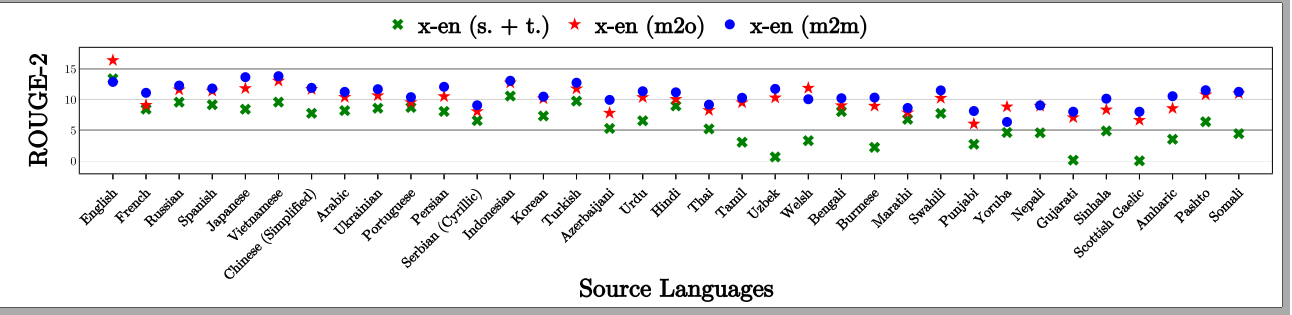 x-en (s. + t.) x-en (m2o) x-en (m2m)
ROUGE-2
15
10
5
0
English French Russian Spanish Japanese Vietnamese Chinese (Simplified) Arabic Ukrainian Portuguese Persian Serbian (Cyrillic) Indonesian Korean Turkish Azerbaijani Urdu Hindi Thai Tamil Uzbek Welsh Bengali Burmese Marathi Swahili Punjabi Yoruba Nepali Gujarati Sinhala Scottish Gaelic Amharic Pashto Somali
Source Languages